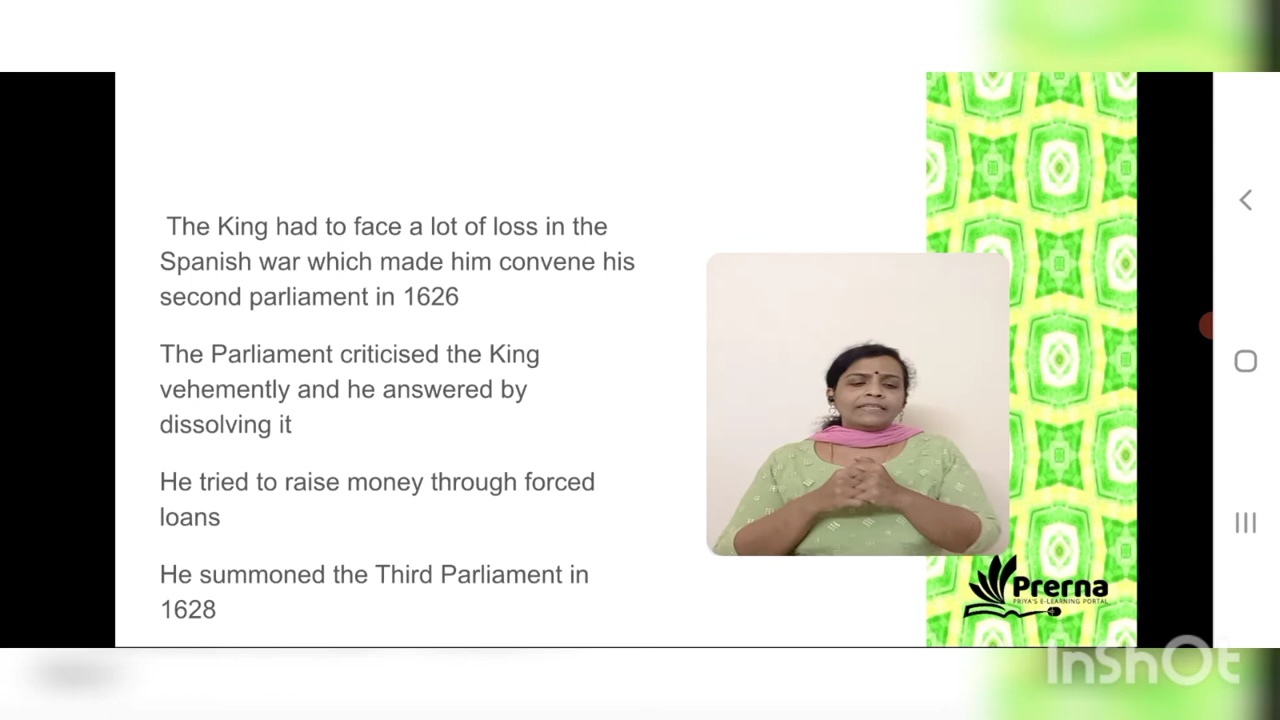 The King had to face a lot of loss in the
Spanish war which made him convene his
second parliament in 1626
The Parliament criticised the King
vehemently and he answered by
dissolving it
He tried to raise money through forced
loans
He summoned the Third Parliament in
1628
Prerna
PRIYA'S E-LEARNING PORTAL
InShOt